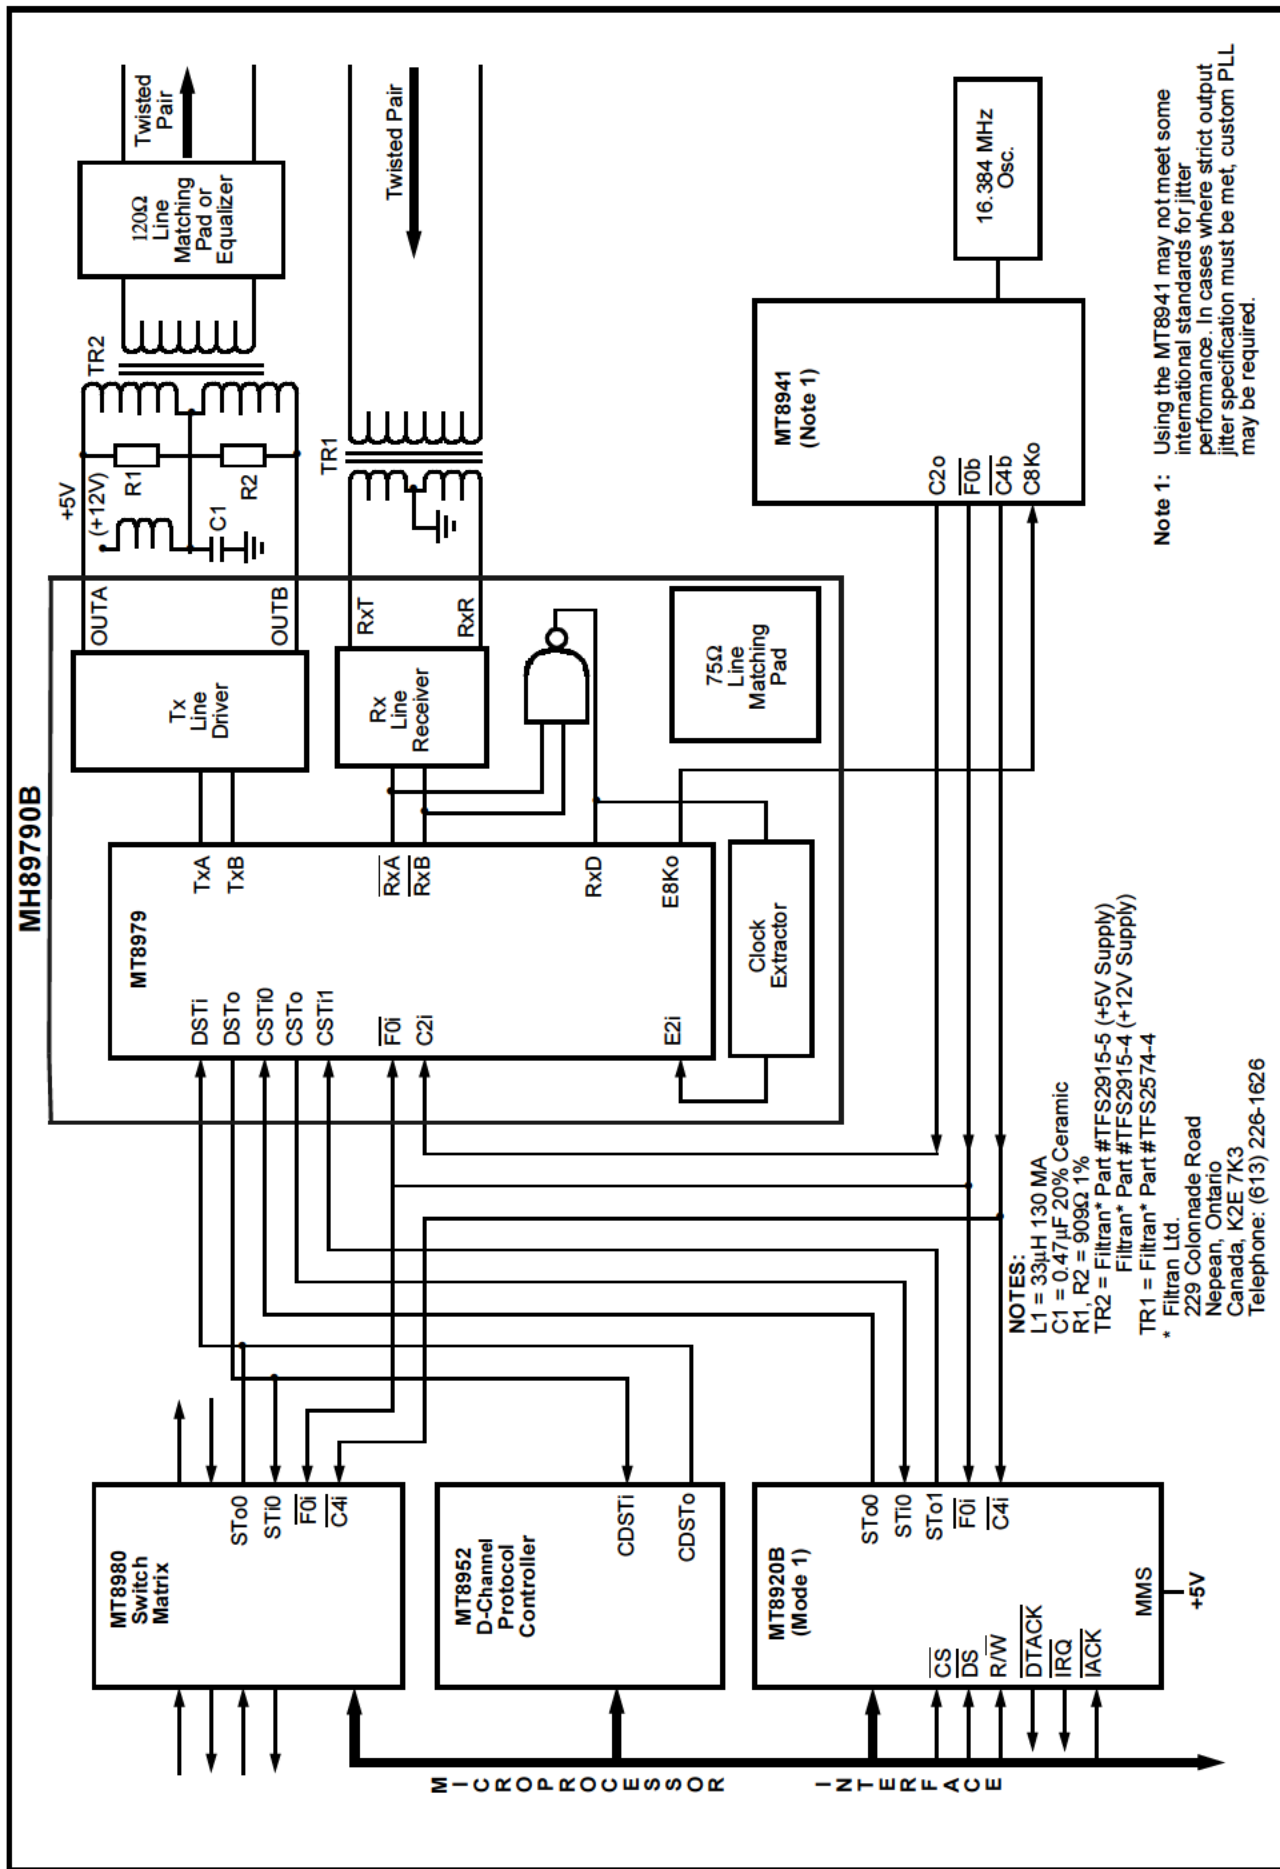 MH89790B
MT8980
Switch
Matrix
STo0
STi0
F0i
C4i
MT8952
D-Channel
Protocol
Controller
CDSTi
CDSTo
MT8920B
(Mode 1)
STo0
STi0
STo1
F0i
C4i
CS
DS
R/W
DTACK
IRQ
IACK
MMS
+5V
MICROPROCESSOR
INTERFACE
MT8979
DSTi
DSTo
CSTi0
CSTo
CSTi1
F0i
C2i
E2i
TxA
TxB
RxA
RxB
RxD
E8Ko
Clock
Extractor
Tx
Line
Driver
OUTA
OUTB
Rx
Line
Receiver
RxT
RxR
75Ω
Line
Matching
Pad
+5V
(+12V)
R1
R2
C1
TR2
TR1
120Ω
Line
Matching
Pad or
Equalizer
Twisted
Pair
Twisted Pair
MT8941
(Note 1)
C2o
F0b
C4b
C8Ko
16.384 MHz
Osc.
NOTES:
L1 = 33µH 130 MA
C1 = 0.47µF 20% Ceramic
R1, R2 = 909Ω 1%
TR2 = Filtran* Part #TFS2915-5 (+5V Supply)
Filtran* Part #TFS2915-4 (+12V Supply)
TR1 = Filtran* Part #TFS2574-4
* Filtran Ltd.
229 Colonnade Road
Nepean, Ontario
Canada, K2E 7K3
Telephone: (613) 226-1626
Note 1: Using the MT8941 may not meet some
international standards for jitter
performance. In cases where strict output
jitter specification must be met, custom PLL
may be required.